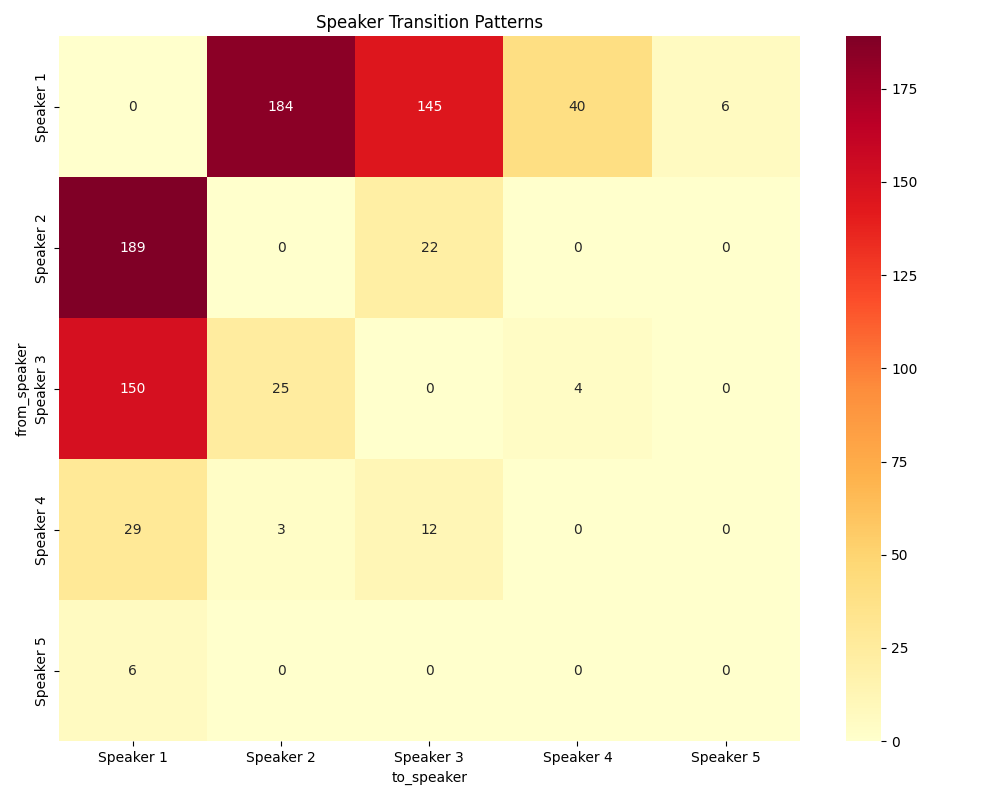 Speaker Transition Patterns
Speaker 1 0 184 145 40 6
Speaker 2 189 0 22 0 0
Speaker 3 150 25 0 4 0
Speaker 4 29 3 12 0 0
Speaker 5 6 0 0 0 0
from_speaker
Speaker 1 Speaker 2 Speaker 3 Speaker 4 Speaker 5
to_speaker
175
150
125
100
75
50
25
0